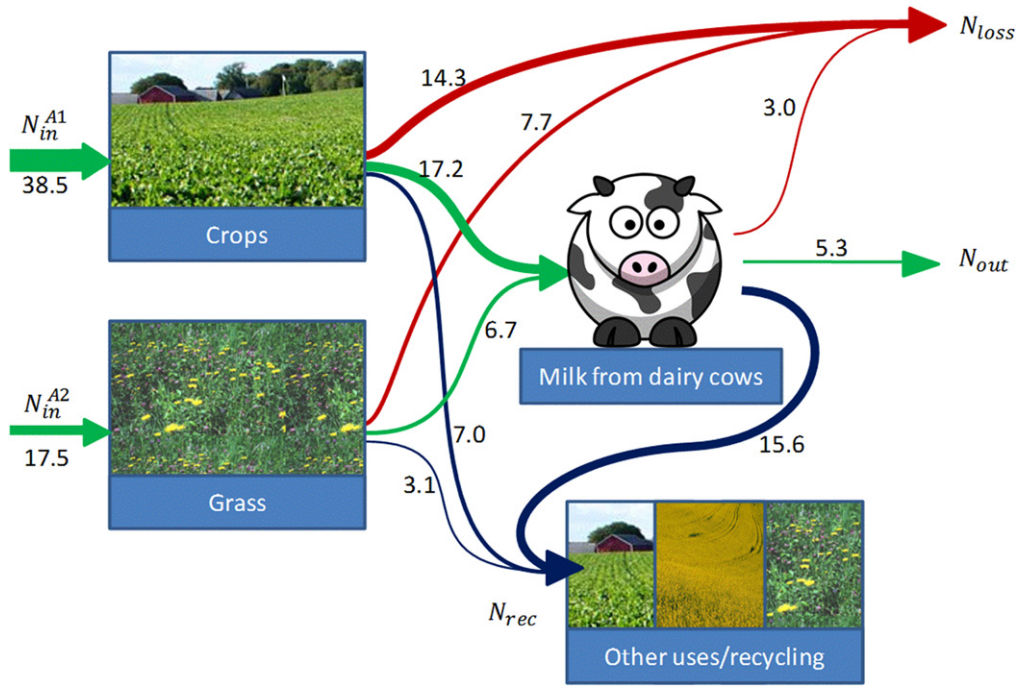 N_loss
14.3
3.0
N_in^A1
7.7
38.5
17.2
Crops
5.3
N_out
6.7
Milk from dairy cows
N_in^A2
17.5
7.0
15.6
3.1
Grass
N_rec
Other uses/recycling